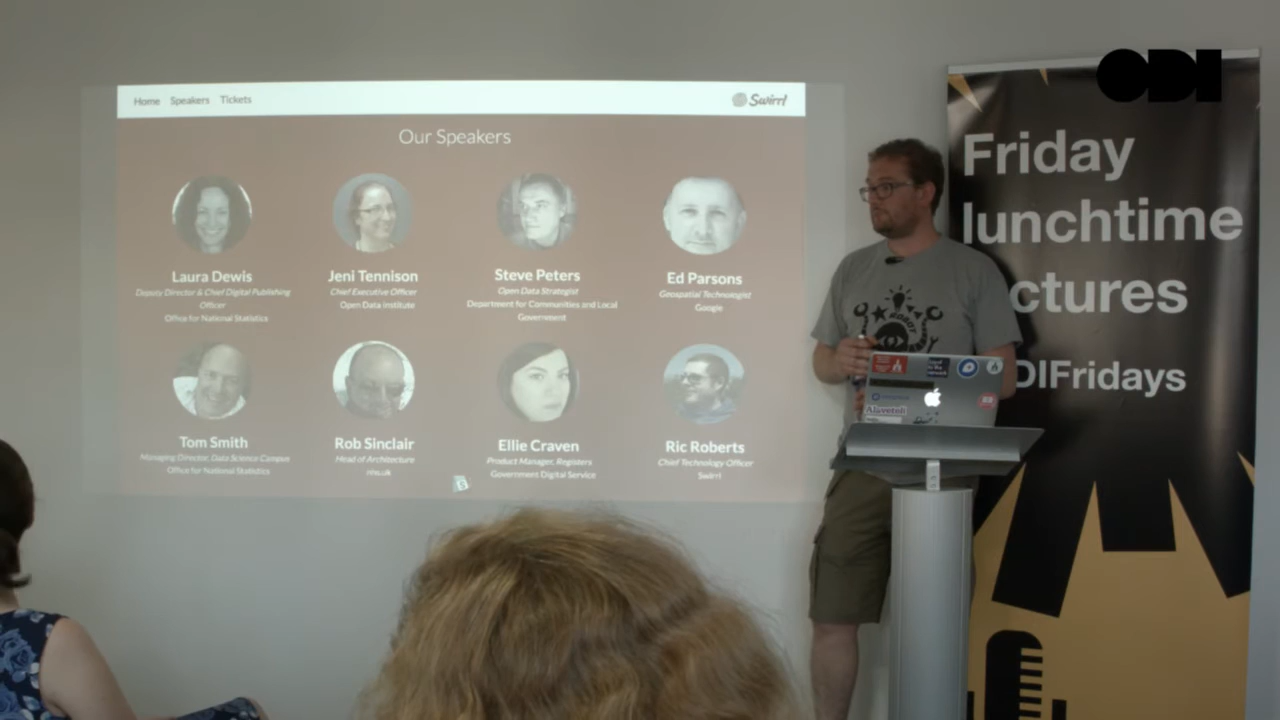 Home Speakers Tickets
Swirrl
Our Speakers
Laura Dewis
Deputy Director & Chief Digital Publishing
Officer
Office for National Statistics
Jeni Tennison
Chief Executive Officer
Open Data Institute
Steve Peters
Open Data Strategist
Department for Communities and Local
Government
Ed Parsons
Geospatial Technologist
Google
Tom Smith
Managing Director, Data Science Campus
Office for National Statistics
Rob Sinclair
Head of Architecture
Ellie Craven
Product Manager, Registers
Government Digital Service
Ric Roberts
Chief Technology Officer
Swirrl
ODI
Friday
lunchtime
ctures
DIFridays
ROBOT
Alaveteli